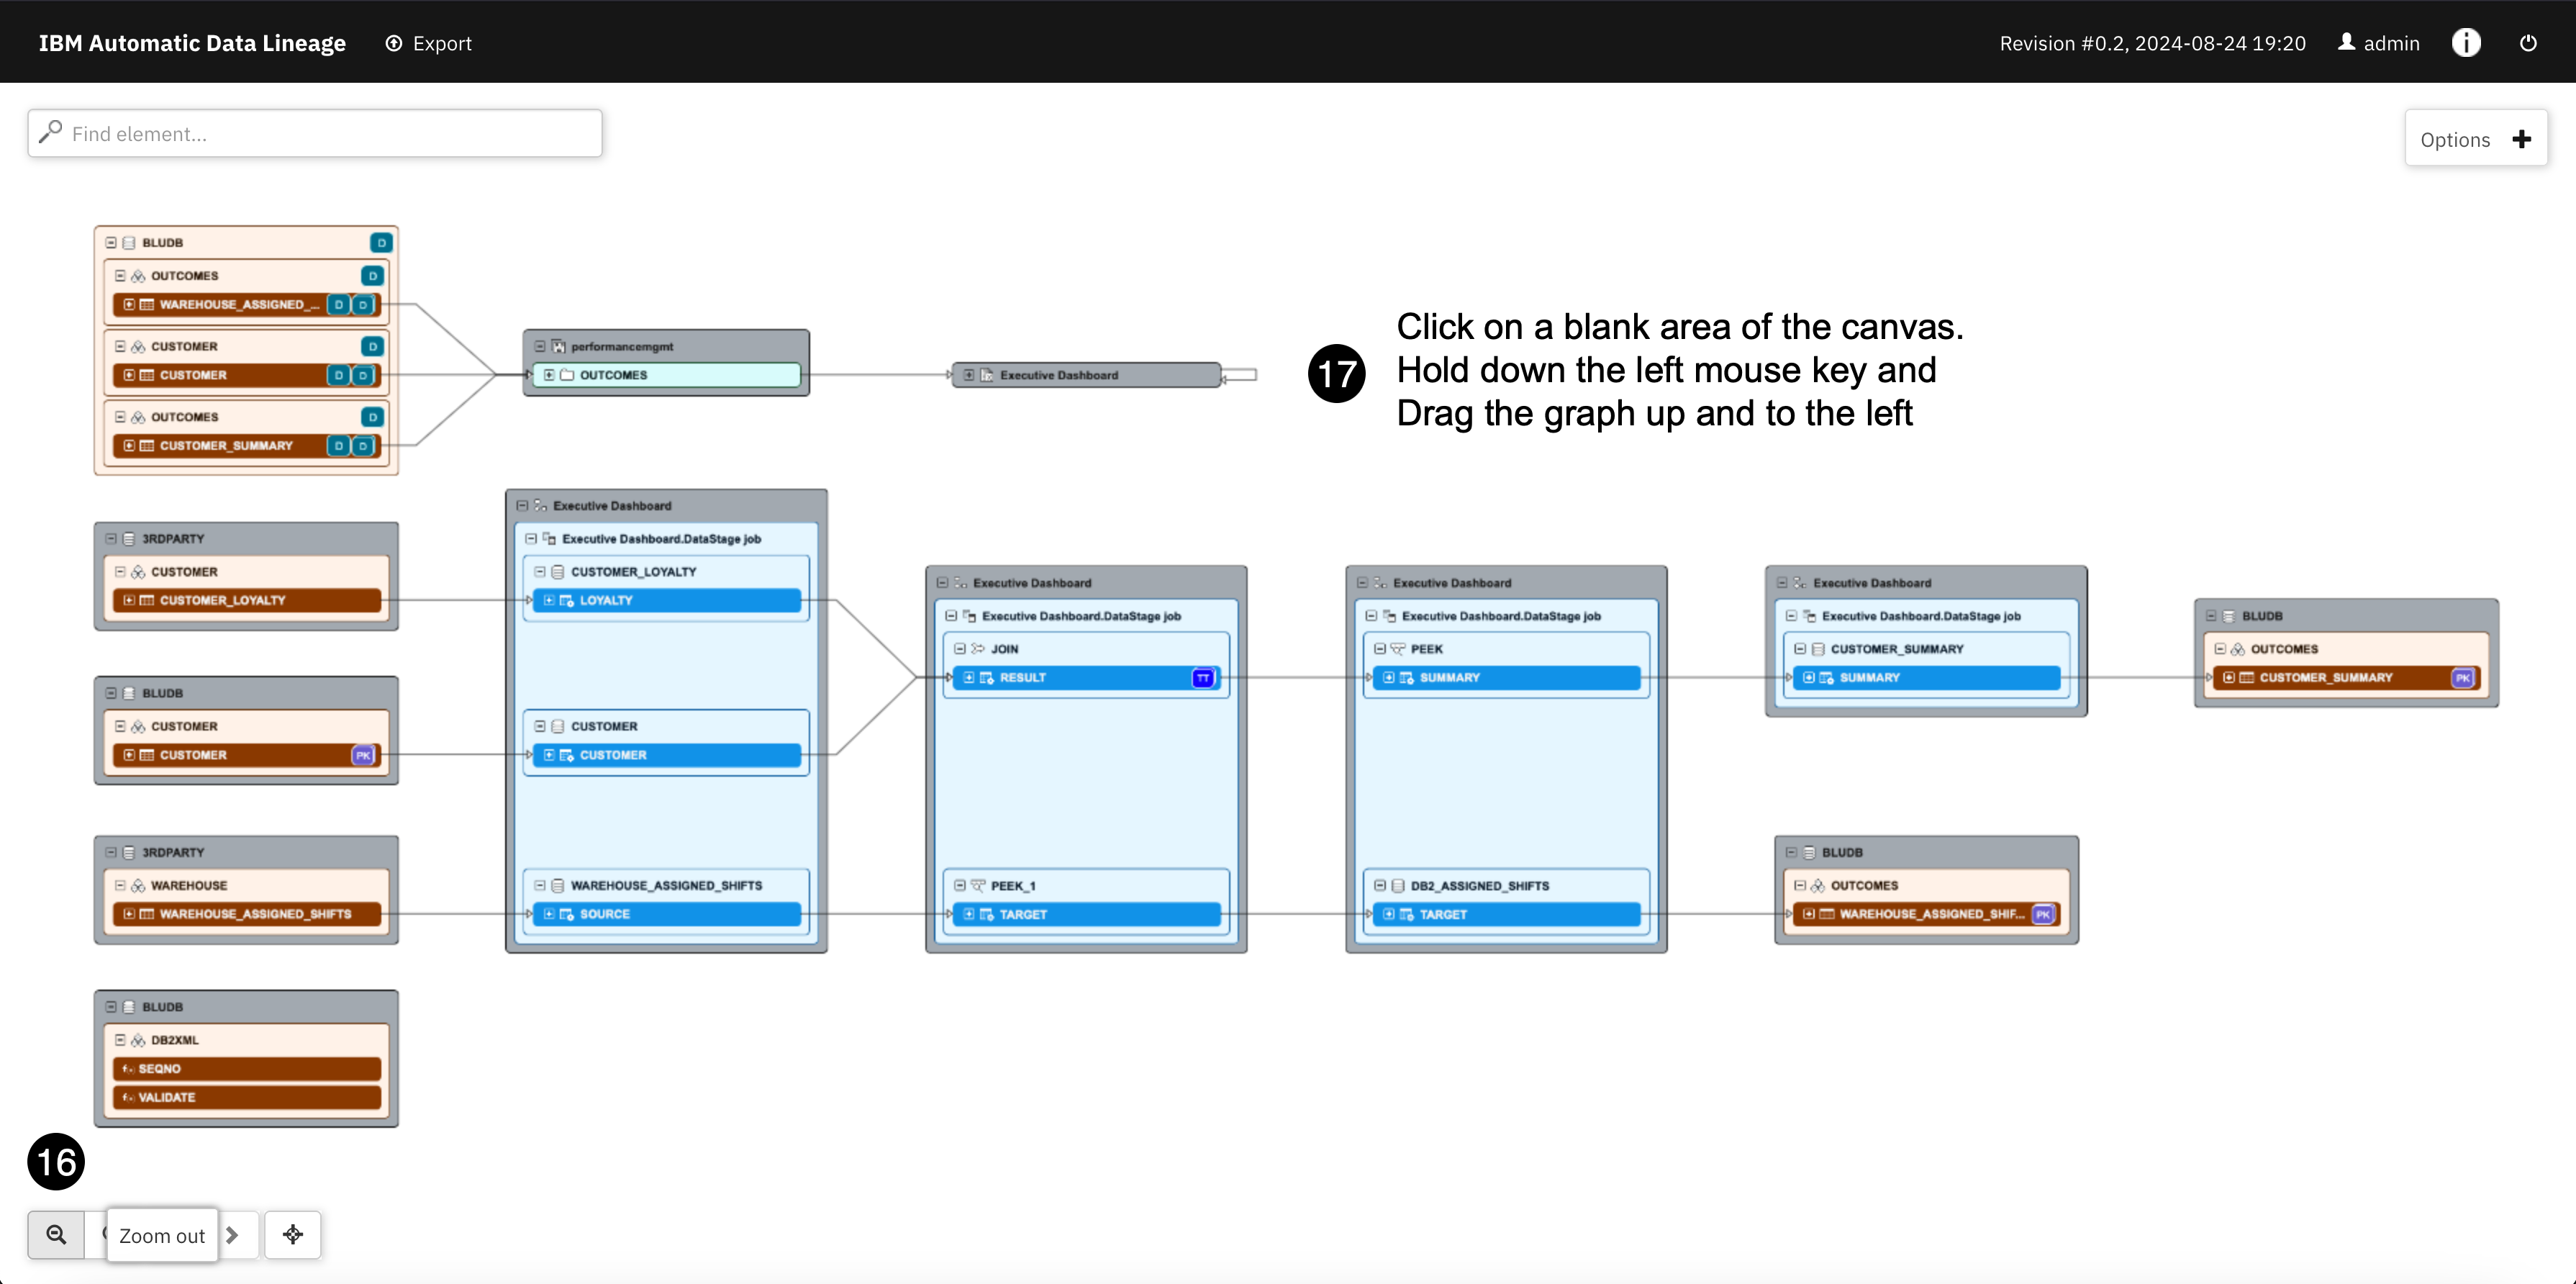 IBM Automatic Data Lineage
Export
Revision #0.2, 2024-08-24 19:20
admin
Find element...
Options
BLUDB
D
OUTCOMES
D
WAREHOUSE_ASSIGNED_...
D D
CUSTOMER
D
CUSTOMER
D D
OUTCOMES
D
CUSTOMER_SUMMARY
D D
performancemgmt
OUTCOMES
Executive Dashboard
17
Click on a blank area of the canvas.
Hold down the left mouse key and
Drag the graph up and to the left
3RDPARTY
CUSTOMER
CUSTOMER_LOYALTY
BLUDB
CUSTOMER
CUSTOMER
PK
3RDPARTY
WAREHOUSE
WAREHOUSE_ASSIGNED_SHIFTS
BLUDB
DB2XML
SEQNO
VALIDATE
Executive Dashboard
Executive Dashboard.DataStage job
CUSTOMER_LOYALTY
LOYALTY
CUSTOMER
CUSTOMER
WAREHOUSE_ASSIGNED_SHIFTS
SOURCE
Executive Dashboard
Executive Dashboard.DataStage job
JOIN
RESULT
TT
PEEK_1
TARGET
Executive Dashboard
Executive Dashboard.DataStage job
PEEK
SUMMARY
DB2_ASSIGNED_SHIFTS
TARGET
Executive Dashboard
Executive Dashboard.DataStage job
CUSTOMER_SUMMARY
SUMMARY
BLUDB
OUTCOMES
CUSTOMER_SUMMARY
PK
BLUDB
OUTCOMES
WAREHOUSE_ASSIGNED_SHIF...
PK
16
Zoom out